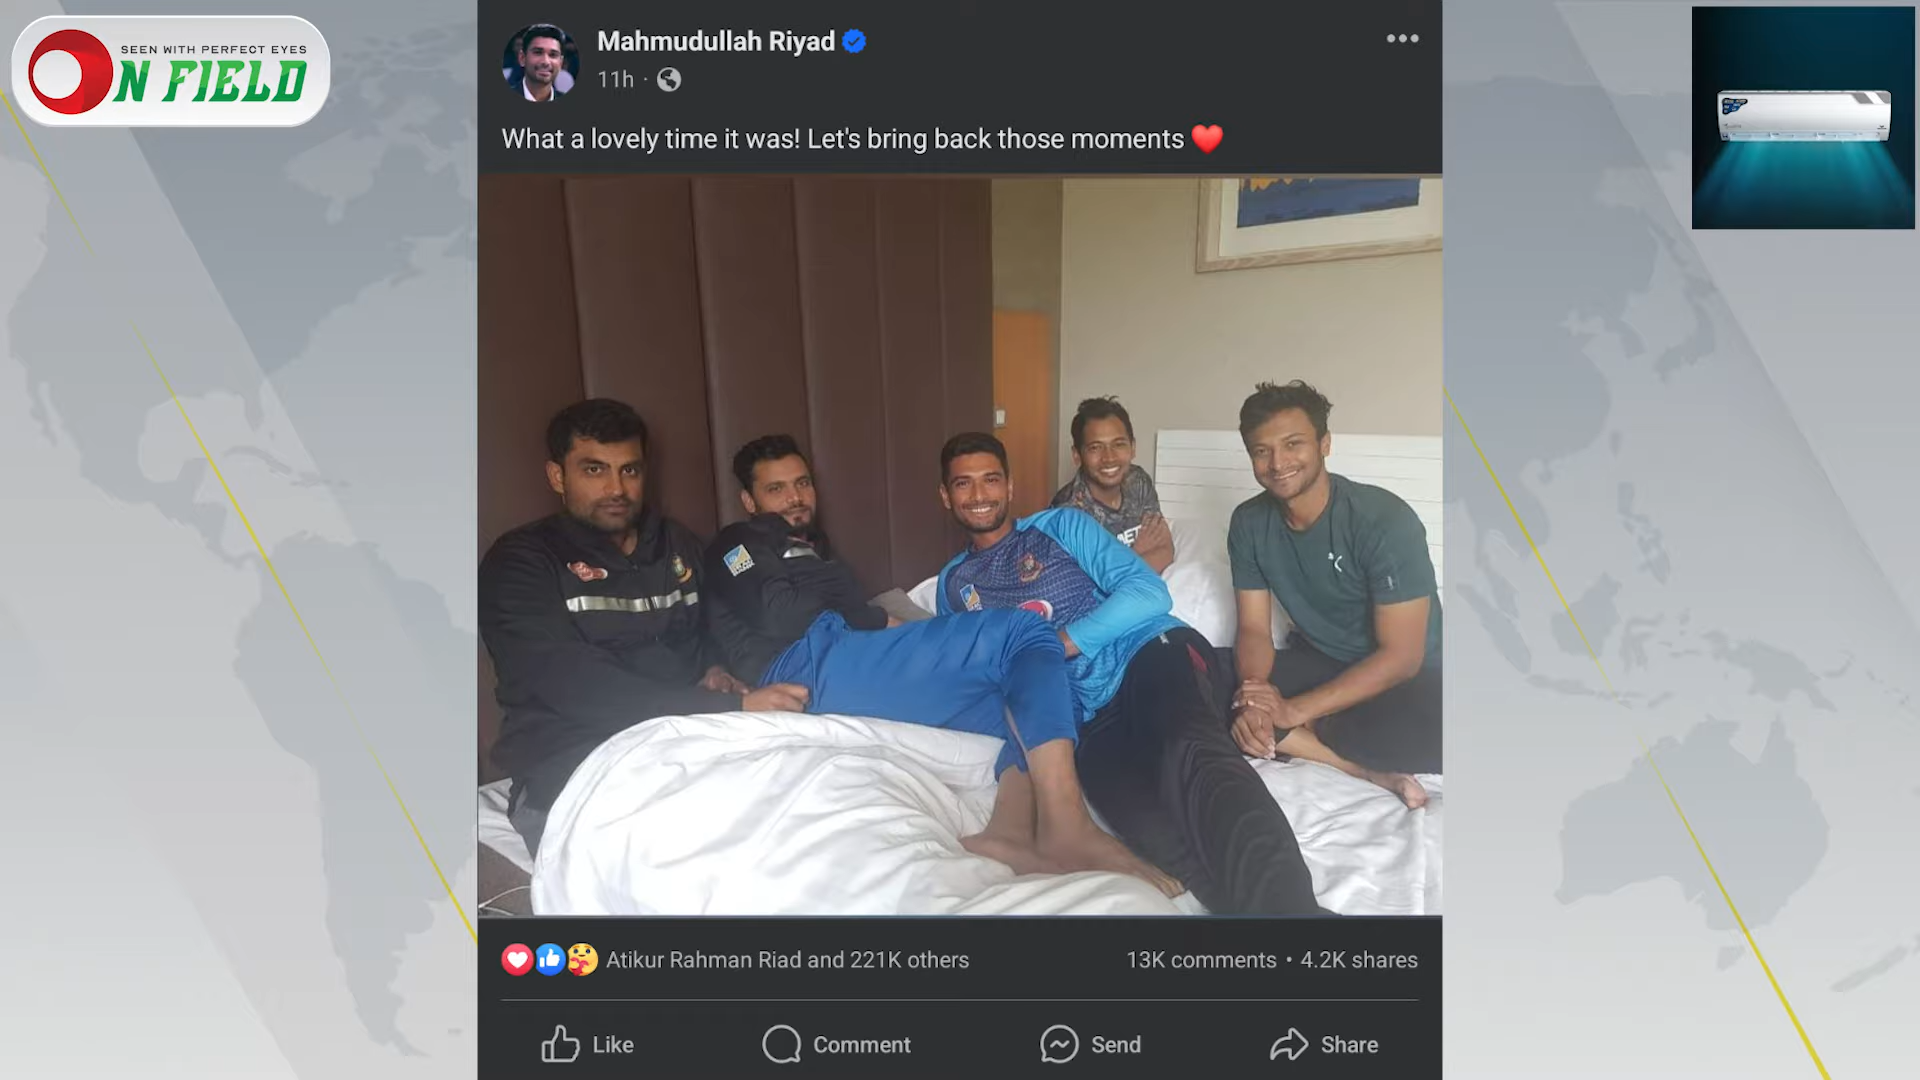 SEEN WITH PERFECT EYES
ON FIELD
Mahmudullah Riyad
11h ·
What a lovely time it was! Let's bring back those moments ❤️
Atikur Rahman Riad and 221K others
13K comments • 4.2K shares
Like
Comment
Send
Share